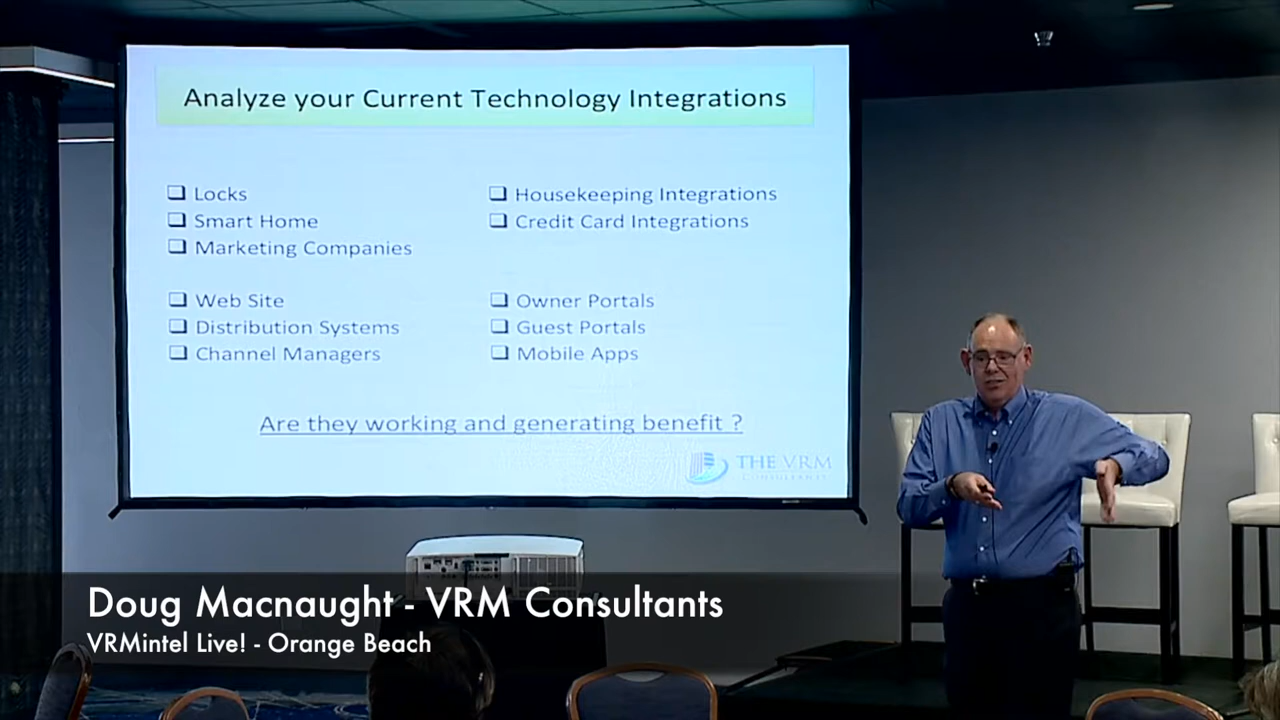 Analyze your Current Technology Integrations
❑ Locks
❑ Smart Home
❑ Marketing Companies
❑ Housekeeping Integrations
❑ Credit Card Integrations
❑ Web Site
❑ Distribution Systems
❑ Channel Managers
❑ Owner Portals
❑ Guest Portals
❑ Mobile Apps
Are they working and generating benefit ?
THE VRM
CONSULTANTS
Doug Macnaught - VRM Consultants
VRMintel Live! - Orange Beach